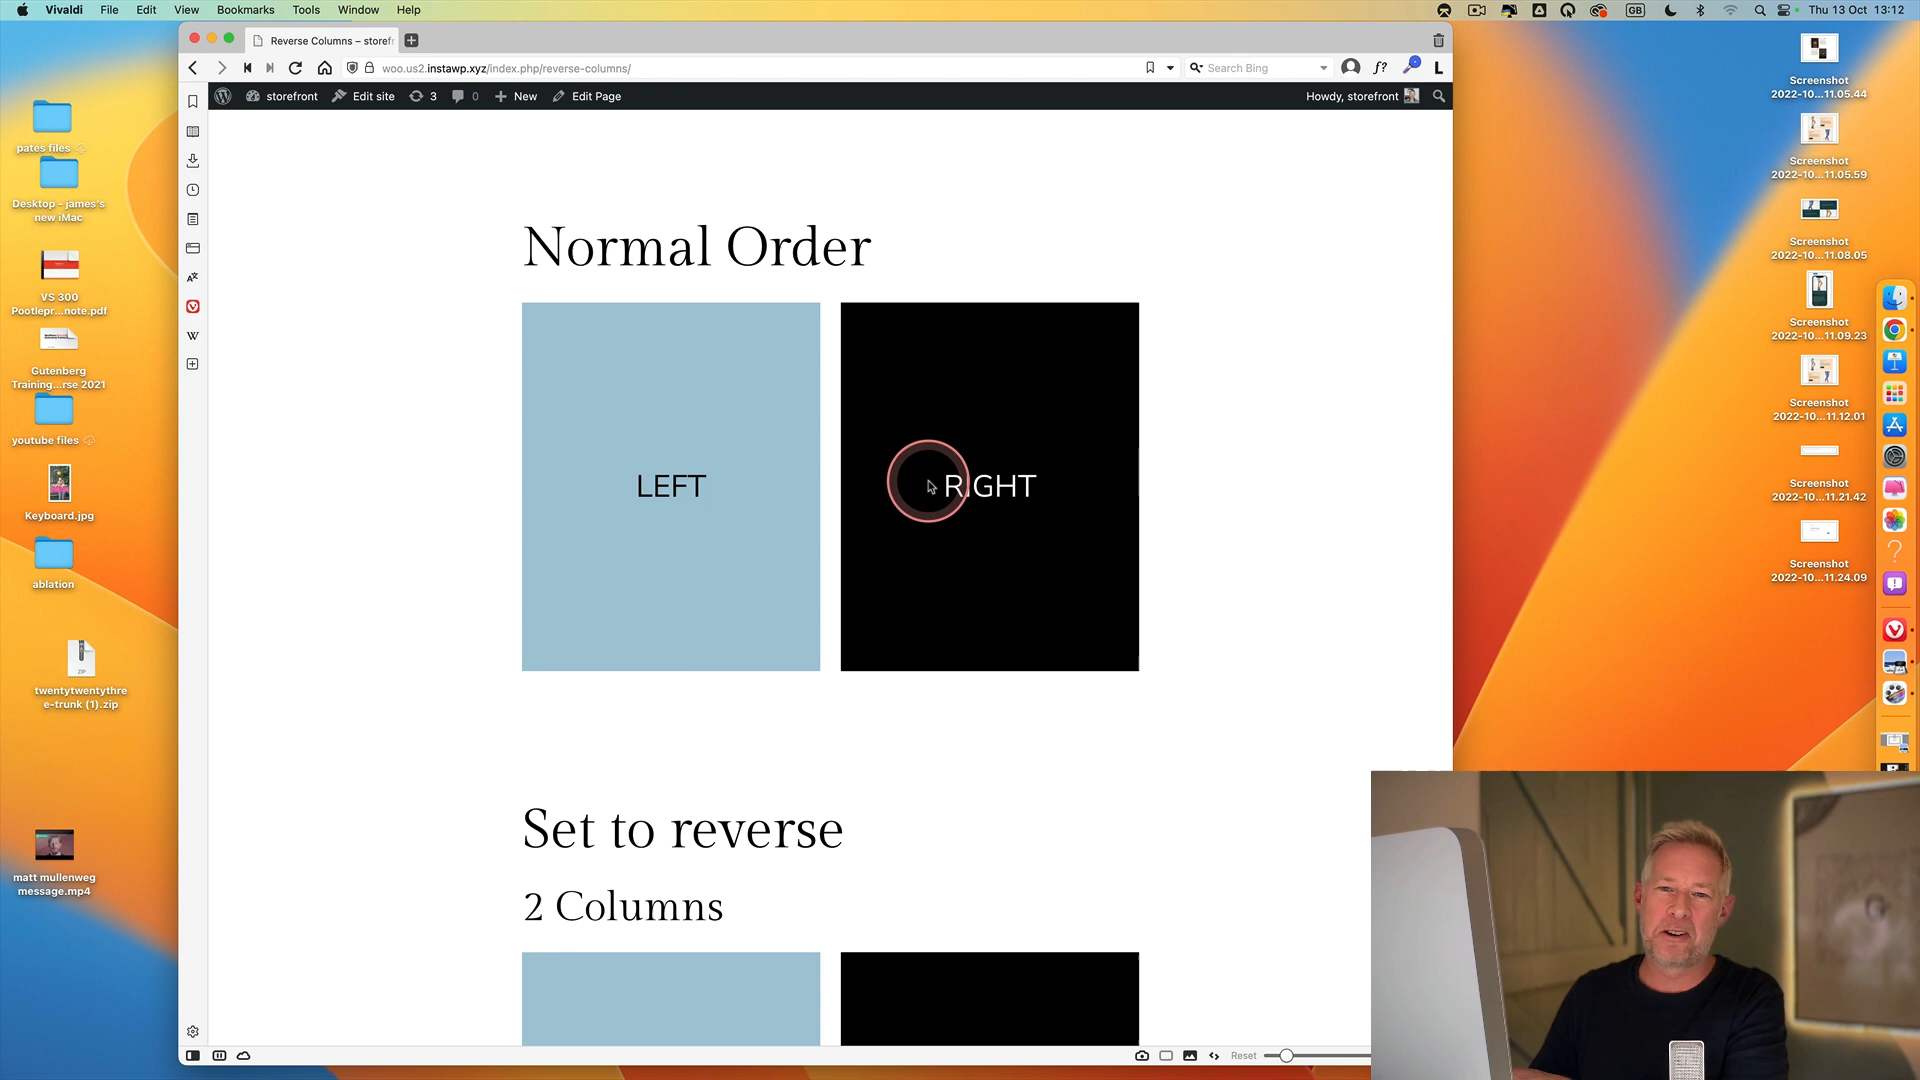 Vivaldi File Edit View Bookmarks Tools Window Help
GB
Thu 13 Oct 13:12
Reverse Columns – storef
woo.us2.instawp.xyz/index.php/reverse-columns/
Search Bing
f?
L
storefront
Edit site
3
0
New
Edit Page
Howdy, storefront
pates files
Desktop - james's
new iMac
VS 300
Pootlepr...note.pdf
Gutenberg
Training...rse 2021
youtube files
Keyboard.jpg
ablation
ZIP
twentytwentythre
e-trunk (1).zip
matt mullenweg
message.mp4
Normal Order
LEFT
RIGHT
Set to reverse
2 Columns
Reset
Screenshot
2022-10...11.05.44
Screenshot
2022-10...11.05.59
Screenshot
2022-10...11.08.05
Screenshot
2022-10...11.09.23
Screenshot
2022-10...11.12.01
Screenshot
2022-10...11.21.42
Screenshot
2022-10...11.24.09